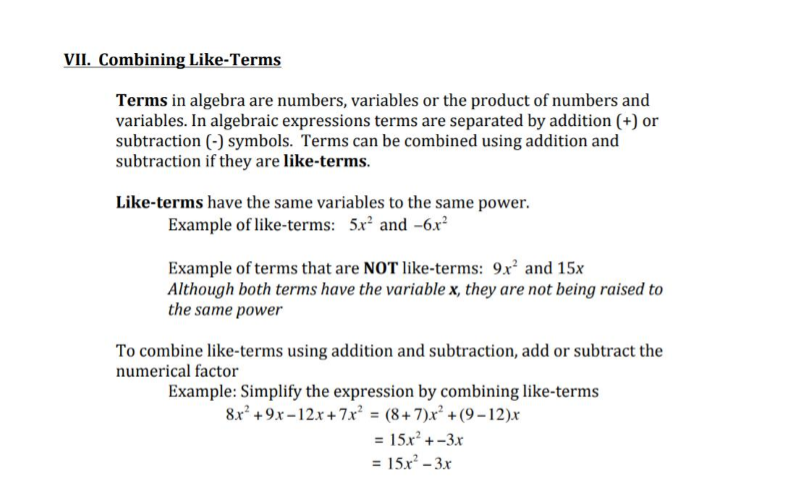 VII. Combining Like-Terms
Terms in algebra are numbers, variables or the product of numbers and
variables. In algebraic expressions terms are separated by addition (+) or
subtraction (-) symbols. Terms can be combined using addition and
subtraction if they are like-terms.
Like-terms have the same variables to the same power.
Example of like-terms: 5x² and −6x²
Example of terms that are NOT like-terms: 9x² and 15x
Although both terms have the variable x, they are not being raised to
the same power
To combine like-terms using addition and subtraction, add or subtract the
numerical factor
Example: Simplify the expression by combining like-terms
8x² + 9x − 12x + 7x² = (8 + 7)x² + (9 − 12)x
= 15x² + −3x
= 15x² − 3x